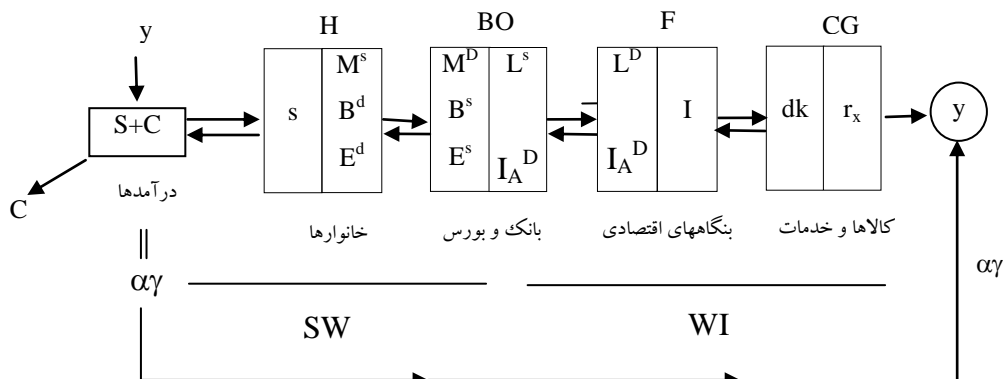 H BO F CG
y
M^s M^D L^s L^D
S+C s B^d B^s I dk r_x y
E^d E^s I_A^D I_A^D
C
درآمدها خانوارها بانک و بورس بنگاههای اقتصادی کالاها و خدمات
||
αγ αγ
SW WI